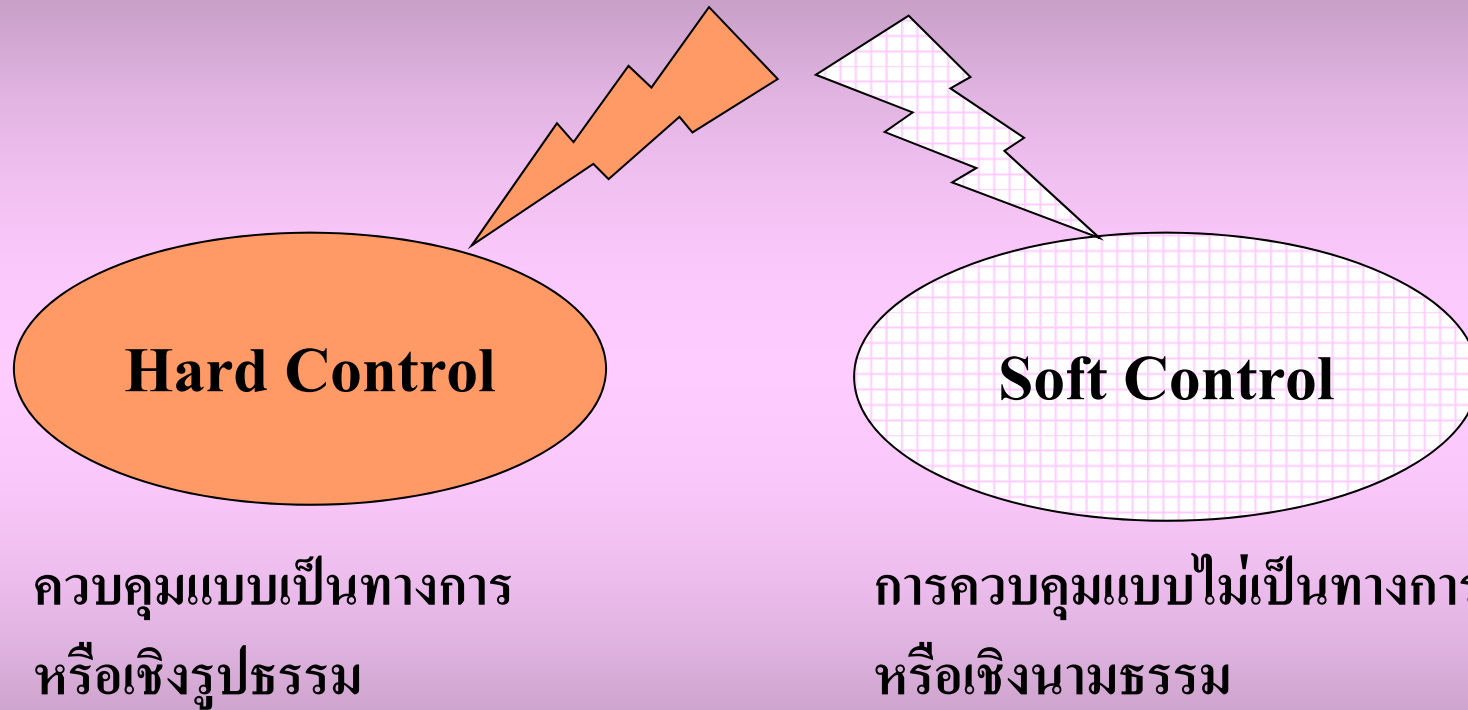 Hard Control
Soft Control
ควบคุมแบบเป็นทางการ
หรือเชิงรูปธรรม
การควบคุมแบบไม่เป็นทางการ
หรือเชิงนามธรรม